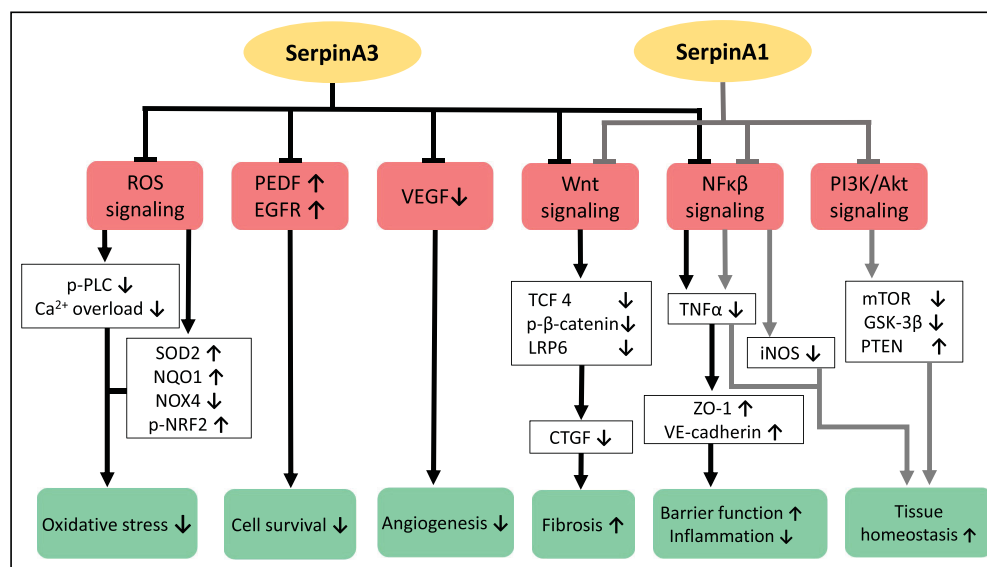 SerpinA3
SerpinA1
ROS
signaling
PEDF ↑
EGFR ↑
VEGF ↓
Wnt
signaling
NFκβ
signaling
PI3K/Akt
signaling
p-PLC ↓
Ca²⁺ overload ↓
SOD2 ↑
NQO1 ↑
NOX4 ↓
p-NRF2 ↑
TCF 4 ↓
p-β-catenin ↓
LRP6 ↓
CTGF ↓
TNFα ↓
iNOS ↓
ZO-1 ↑
VE-cadherin ↑
mTOR ↓
GSK-3β ↓
PTEN ↑
Oxidative stress ↓
Cell survival ↓
Angiogenesis ↓
Fibrosis ↑
Barrier function ↑
Inflammation ↓
Tissue
homeostasis ↑